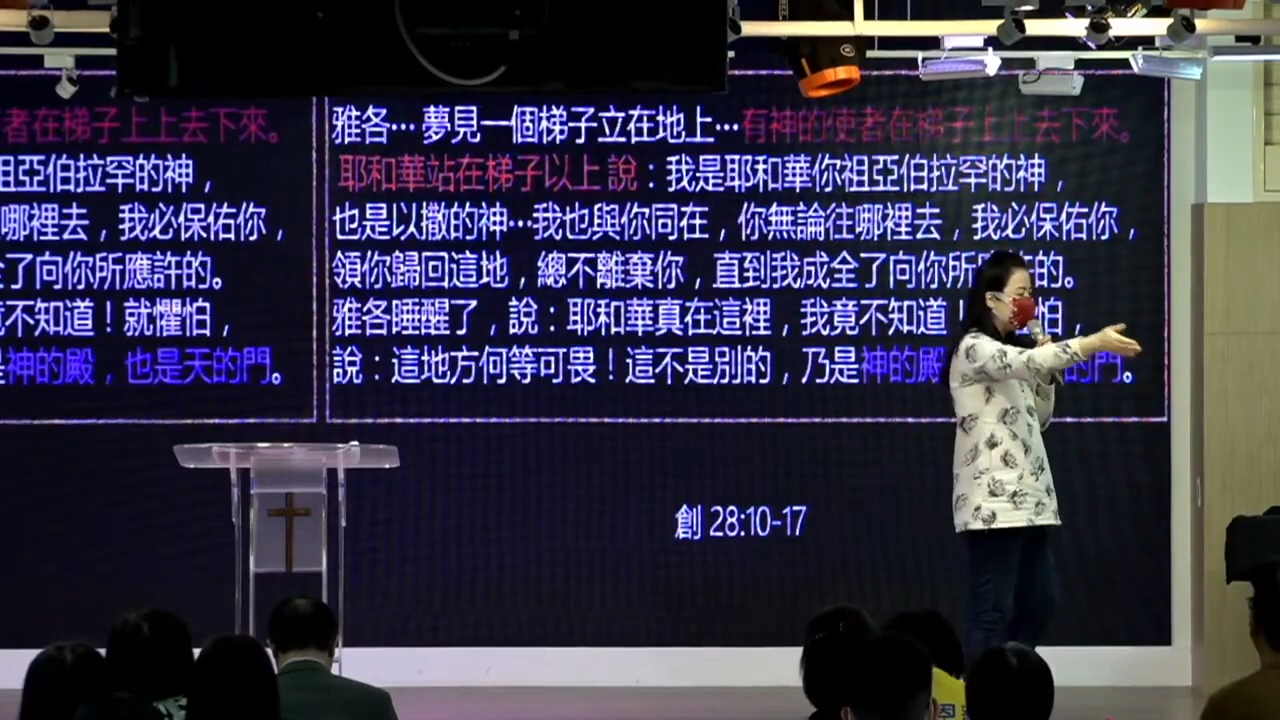 者在梯子上上去下來。
祖亞伯拉罕的神，
哪裡去，我必保佑你，
了向你所應許的。
不知道！就懼怕，
神的殿，也是天的門。
雅各⋯夢見一個梯子立在地上⋯有神的使者在梯子上上去下來。
耶和華站在梯子以上說：我是耶和華你祖亞伯拉罕的神，
也是以撒的神⋯我也與你同在，你無論往哪裡去，我必保佑你，
領你歸回這地，總不離棄你，直到我成全了向你所 許的。
雅各睡醒了，說：耶和華真在這裡，我竟不知道！ 怕，
說：這地方何等可畏！這不是別的，乃是神的殿 的門。
創 28:10-17